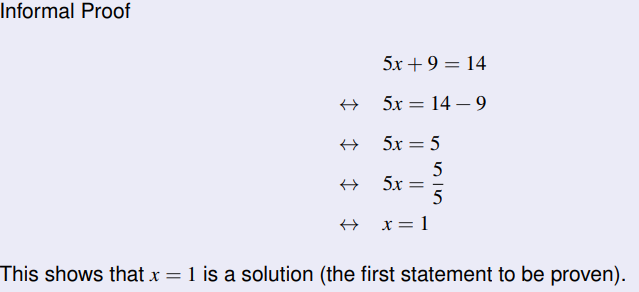 Informal Proof
5x + 9 = 14
↔ 5x = 14 − 9
↔ 5x = 5
↔ 5x = 5/5
↔ x = 1
This shows that x = 1 is a solution (the first statement to be proven).